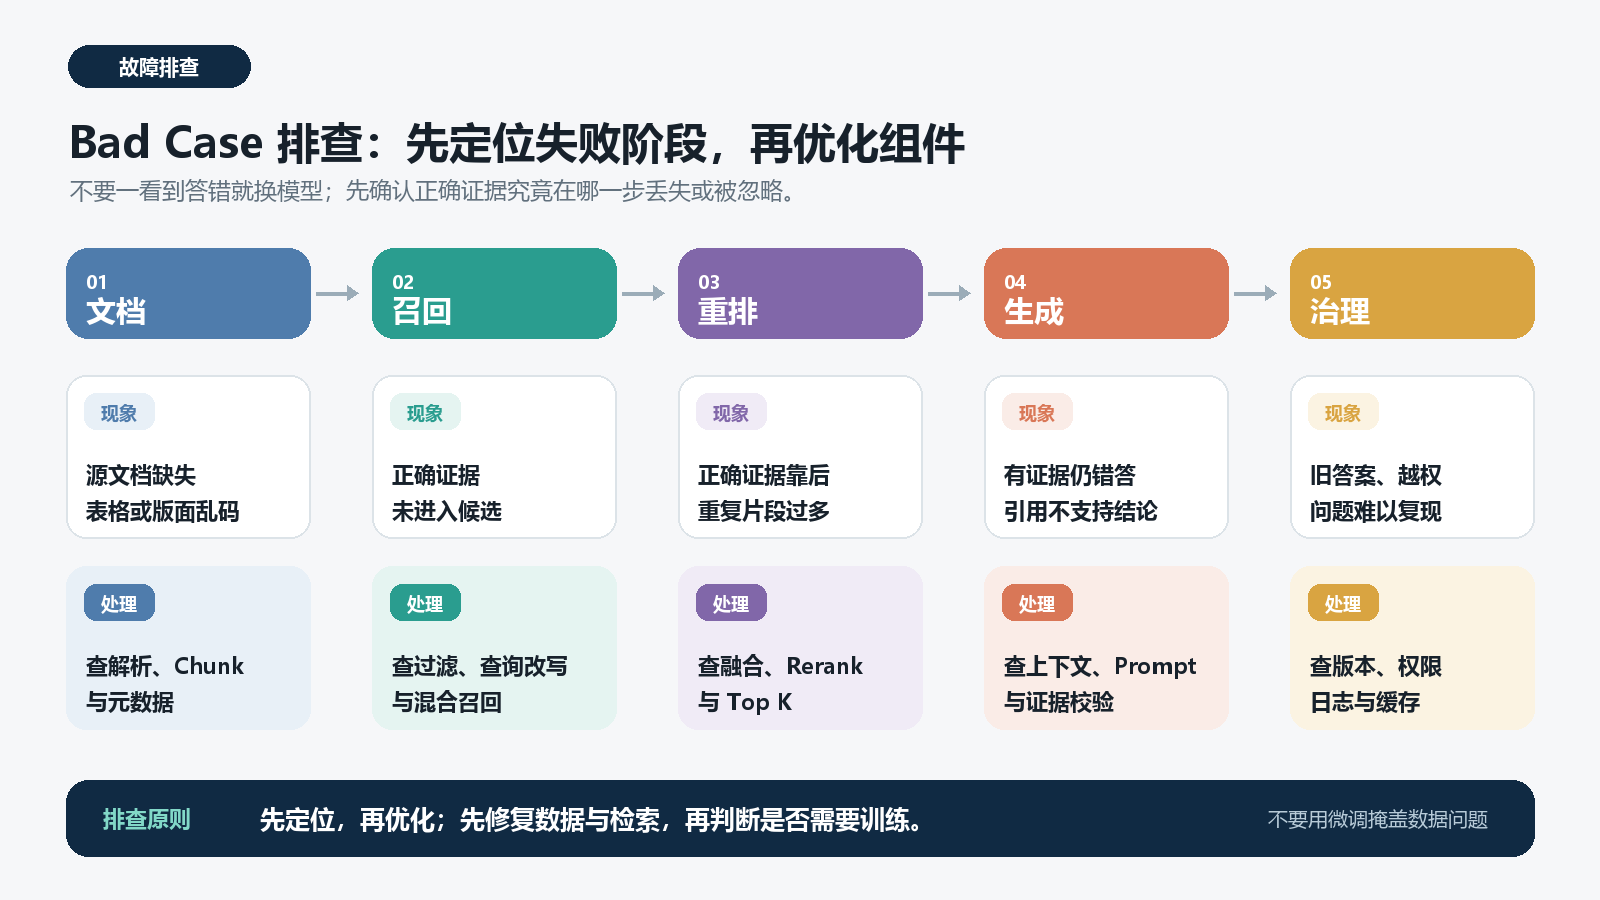 故障排查
Bad Case 排查：先定位失败阶段，再优化组件
不要一看到答错就换模型；先确认正确证据究竟在哪一步丢失或被忽略。
01
文档
02
召回
03
重排
04
生成
05
治理
现象
源文档缺失
表格或版面乱码
现象
正确证据
未进入候选
现象
正确证据靠后
重复片段过多
现象
有证据仍错答
引用不支持结论
现象
旧答案、越权
问题难以复现
处理
查解析、Chunk
与元数据
处理
查过滤、查询改写
与混合召回
处理
查融合、Rerank
与 Top K
处理
查上下文、Prompt
与证据校验
处理
查版本、权限
日志与缓存
排查原则
先定位，再优化；先修复数据与检索，再判断是否需要训练。
不要用微调掩盖数据问题